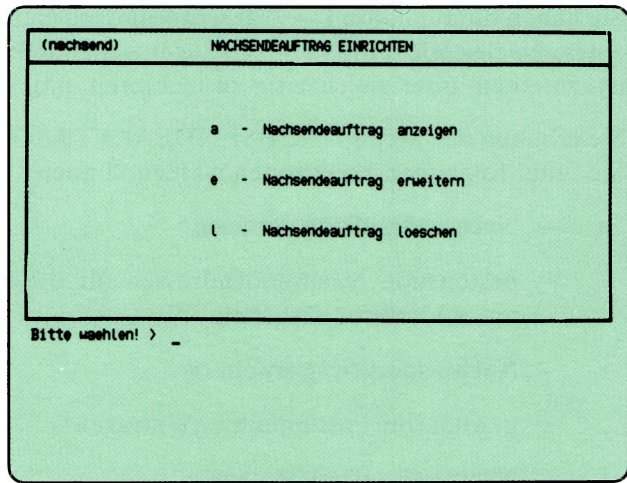 (nachsend) NACHSENDEAUFTRAG EINRICHTEN
a - Nachsendeauftrag anzeigen
e - Nachsendeauftrag erweitern
l - Nachsendeauftrag loeschen
Bitte waehlen! > _